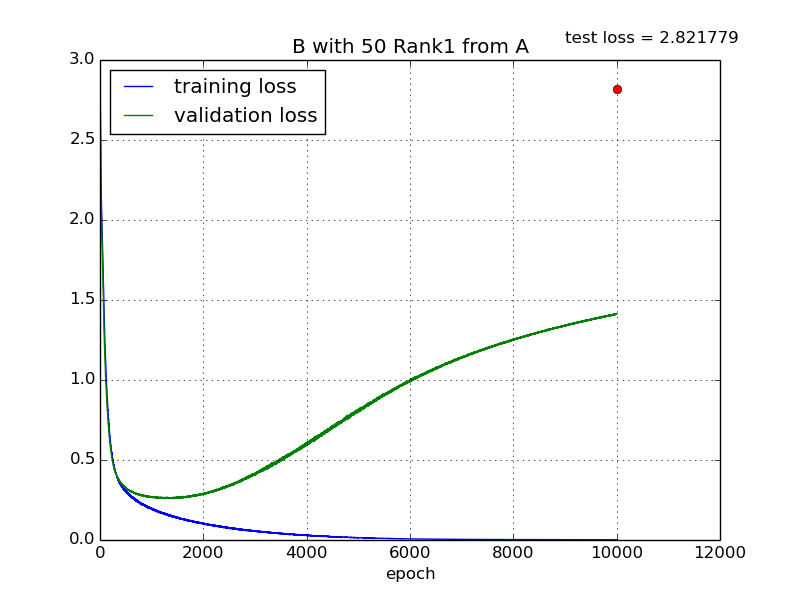 test loss = 2.821779
B with 50 Rank1 from A
training loss
validation loss
3.0
2.5
2.0
1.5
1.0
0.5
0.0
0 2000 4000 6000 8000 10000 12000
epoch